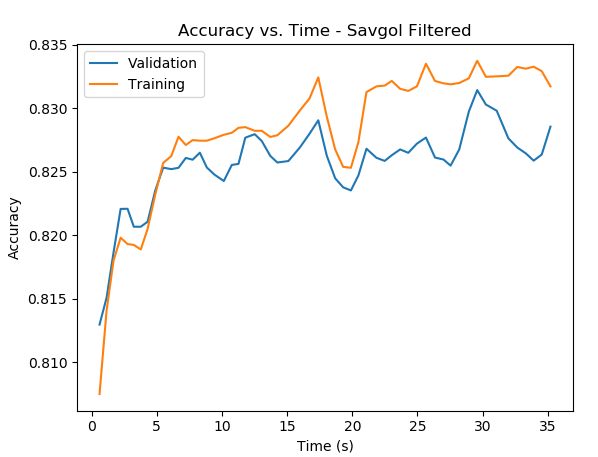 Accuracy vs. Time - Savgol Filtered
Validation
Training
Accuracy
0.835
0.830
0.825
0.820
0.815
0.810
0 5 10 15 20 25 30 35
Time (s)